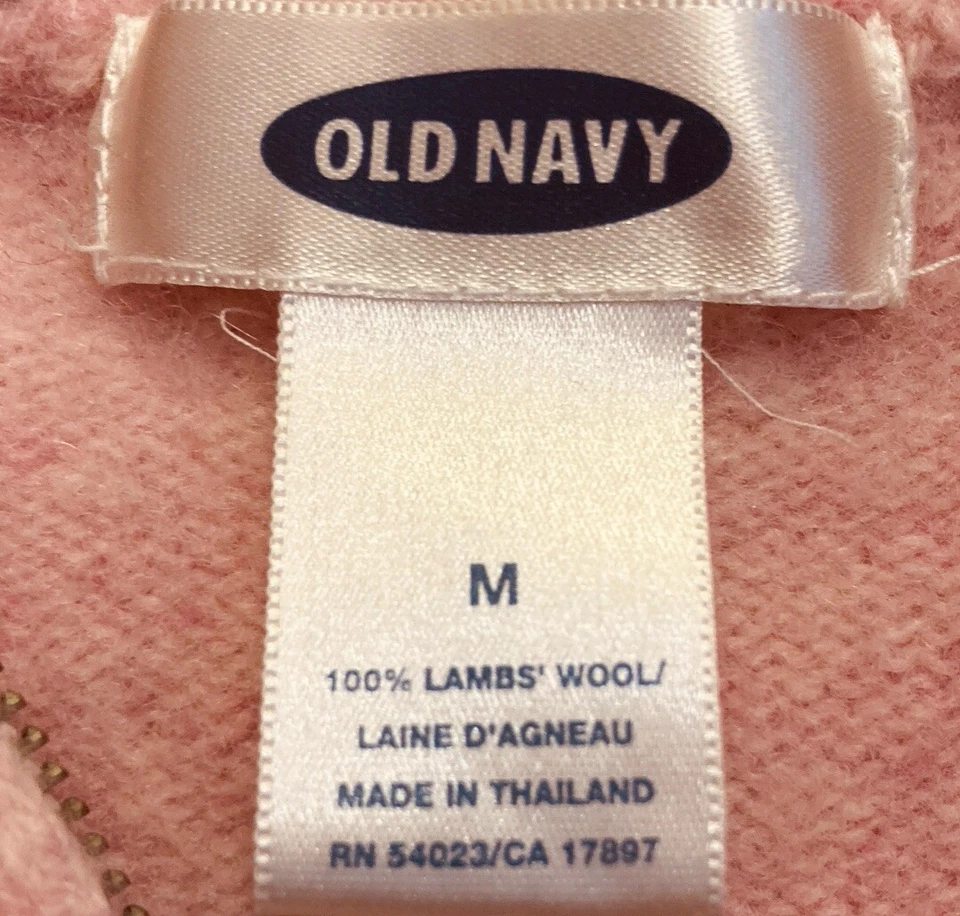 OLD NAVY
M
100% LAMBS' WOOL/
LAINE D'AGNEAU
MADE IN THAILAND
RN 54023/CA 17897